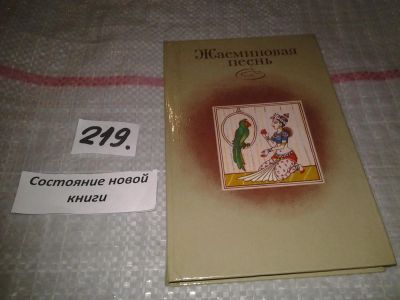 Жасминовая
песнь
219.
Состояние новой
книги